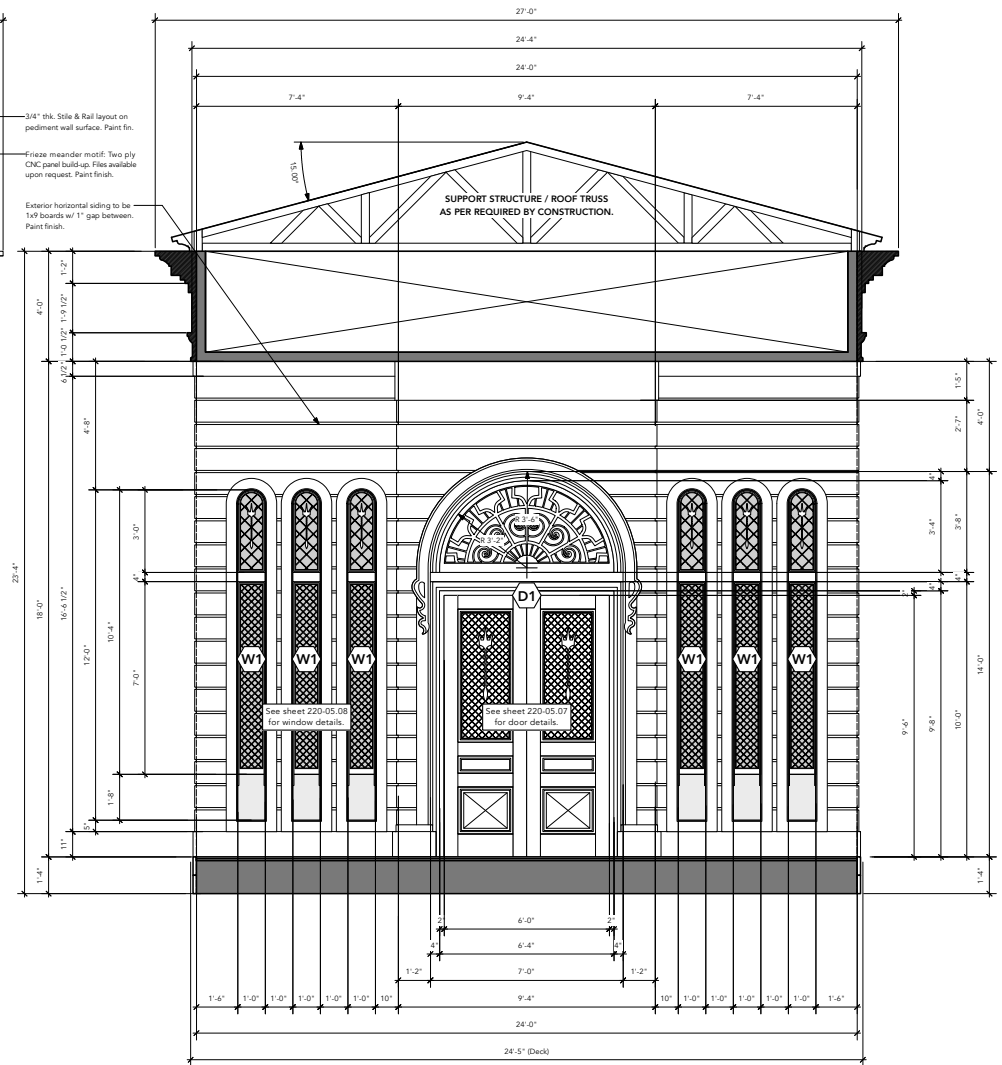 27'-0"
24'-4"
24'-0"
7'-4"
9'-4"
7'-4"
3/4" thk. Stile & Rail layout on
pediment wall surface. Paint fin.
Frieze meander motif: Two ply
CNC panel build-up. Files available
upon request. Paint finish.
Exterior horizontal siding to be
1x9 boards w/ 1" gap between.
Paint finish.
15.00°
SUPPORT STRUCTURE / ROOF TRUSS
AS PER REQUIRED BY CONSTRUCTION.
1'-2"
4'-0"
1'-9 1/2"
1'-0 1/2"
6 1/2"
4'-8"
3'-0"
4"
23'-4"
18'-0"
16'-6 1/2"
12'-0"
10'-4"
7'-0"
1'-8"
5"
11"
1'-4"
1'-5"
2'-7"
4'-0"
4"
3'-4"
3'-8"
4"
4"
2"
14'-0"
9'-6"
9'-8"
10'-0"
1'-4"
R 3'-6"
R 3'-2"
D1
W1
W1
W1
W1
W1
W1
See sheet 220-05.08
for window details.
See sheet 220-05.07
for door details.
2"
6'-0"
2"
4"
6'-4"
4"
1'-2"
7'-0"
1'-2"
1'-6"
1'-0"
1'-0"
1'-0"
1'-0"
1'-0"
10"
9'-4"
10"
1'-0"
1'-0"
1'-0"
1'-0"
1'-0"
1'-6"
24'-0"
24'-5" (Deck)